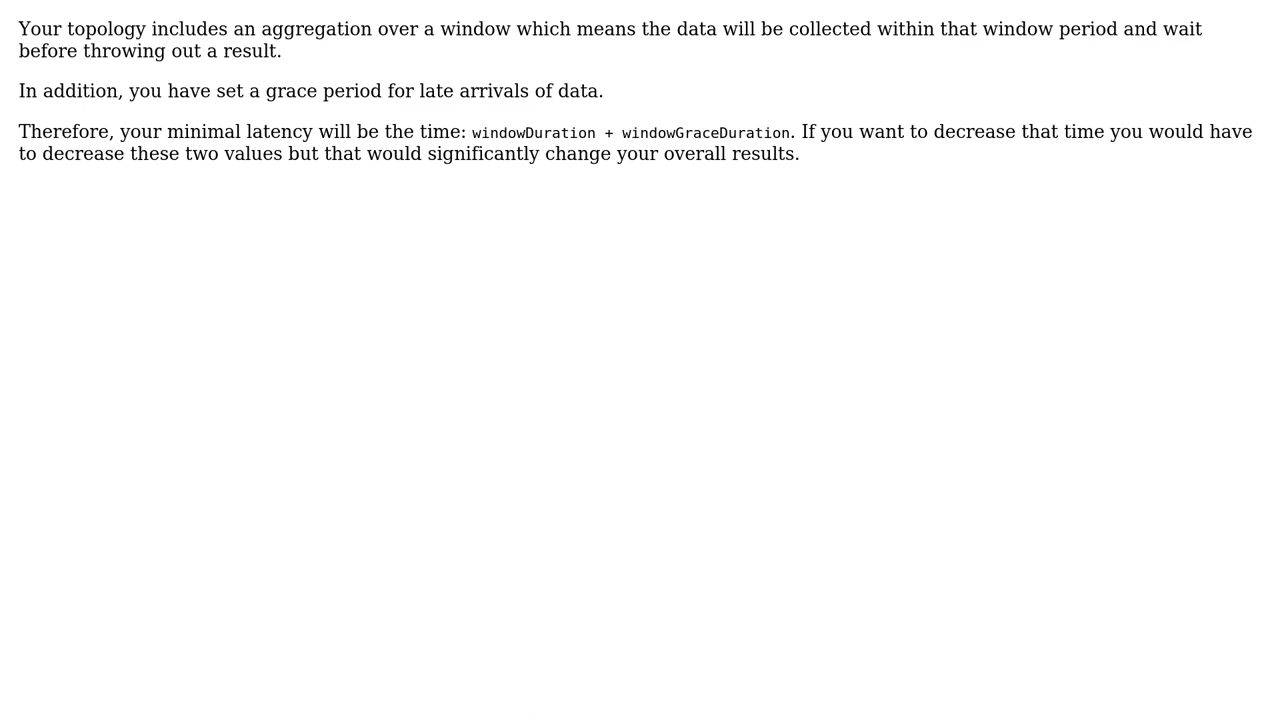 Your topology includes an aggregation over a window which means the data will be collected within that window period and wait
before throwing out a result.
In addition, you have set a grace period for late arrivals of data.
Therefore, your minimal latency will be the time: windowDuration + windowGraceDuration. If you want to decrease that time you would have
to decrease these two values but that would significantly change your overall results.